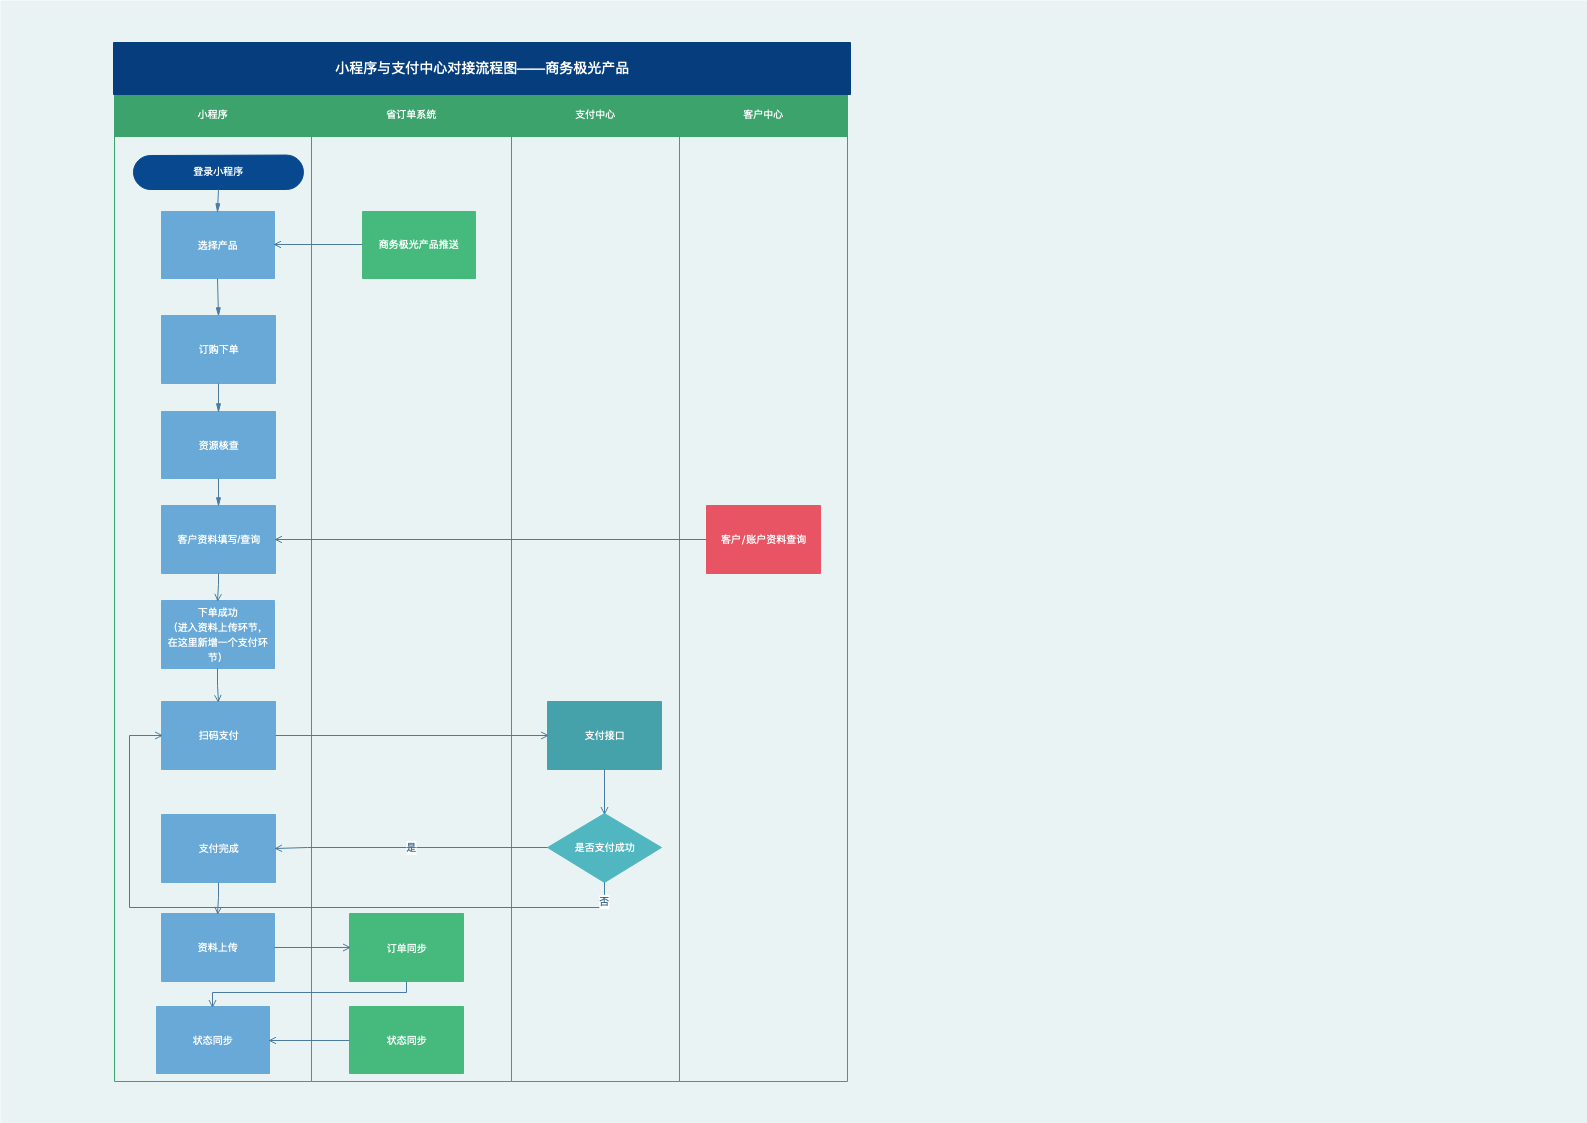 小程序与支付中心对接流程图——商务极光产品
小程序
省订单系统
支付中心
客户中心
登录小程序
选择产品
商务极光产品推送
订购下单
资源核查
客户资料填写/查询
客户/账户资料查询
下单成功
(进入资料上传环节,
在这里新增一个支付环
节)
扫码支付
支付接口
支付完成
是
是否支付成功
否
资料上传
订单同步
状态同步
状态同步